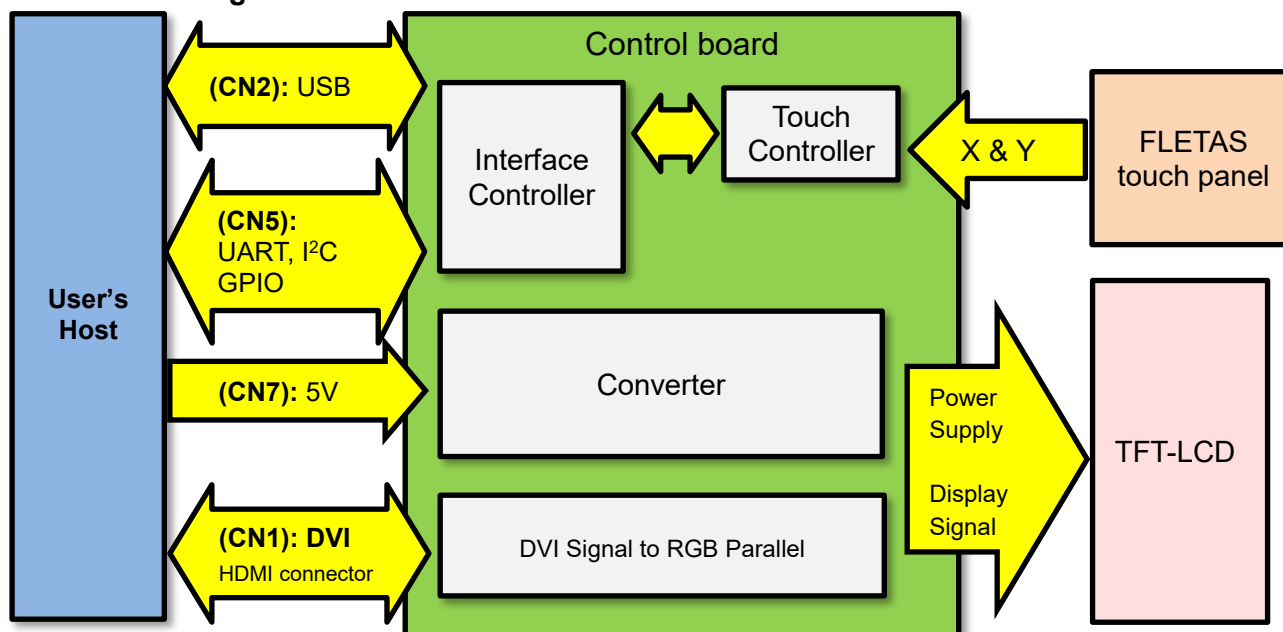 Control board
(CN2): USB
Interface
Controller
Touch
Controller
X & Y
FLETAS
touch panel
(CN5):
UART, I²C
GPIO
User’s
Host
(CN7): 5V
Converter
Power
Supply
Display
Signal
TFT-LCD
(CN1): DVI
HDMI connector
DVI Signal to RGB Parallel